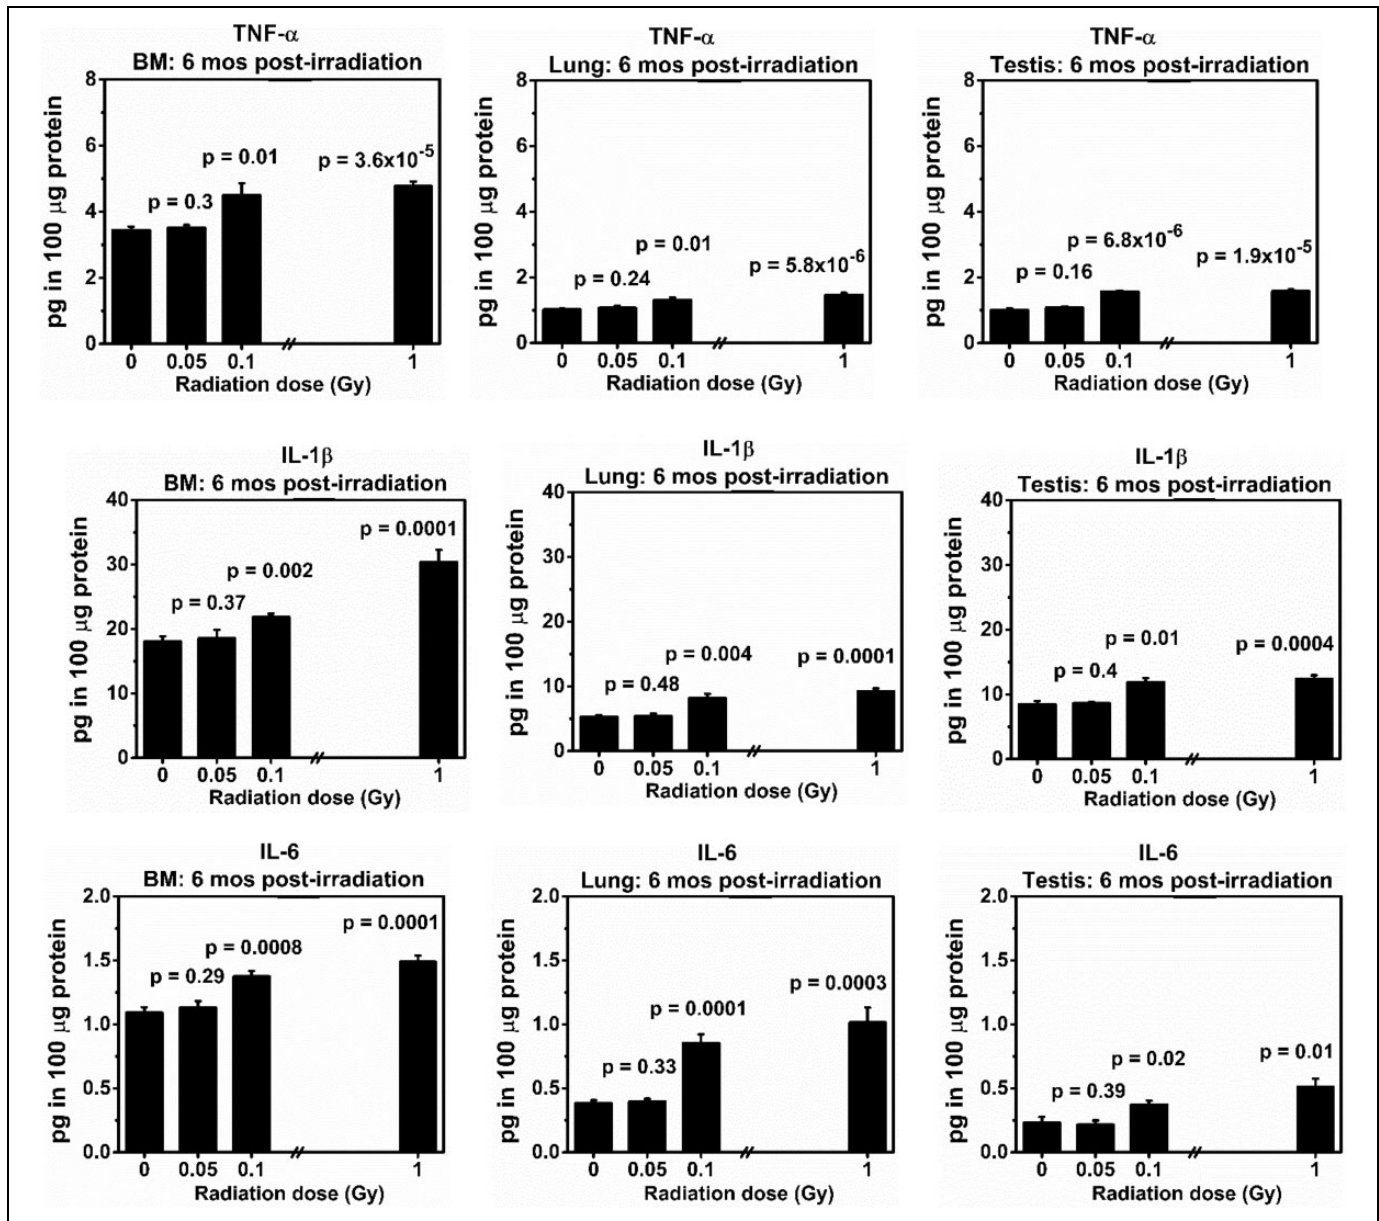 TNF-α
BM: 6 mos post-irradiation
pg in 100 μg protein
8
6
4
2
0
p = 0.3
p = 0.01
p = 3.6x10-5
0 0.05 0.1 1
Radiation dose (Gy)
TNF-α
Lung: 6 mos post-irradiation
pg in 100 μg protein
8
6
4
2
0
p = 0.24
p = 0.01
p = 5.8x10-6
0 0.05 0.1 1
Radiation dose (Gy)
TNF-α
Testis: 6 mos post-irradiation
pg in 100 μg protein
8
6
4
2
0
p = 0.16
p = 6.8x10-6
p = 1.9x10-5
0 0.05 0.1 1
Radiation dose (Gy)
IL-1β
BM: 6 mos post-irradiation
pg in 100 μg protein
40
30
20
10
0
p = 0.37
p = 0.002
p = 0.0001
0 0.05 0.1 1
Radiation dose (Gy)
IL-1β
Lung: 6 mos post-irradiation
pg in 100 μg protein
40
30
20
10
0
p = 0.48
p = 0.004
p = 0.0001
0 0.05 0.1 1
Radiation dose (Gy)
IL-1β
Testis: 6 mos post-irradiation
pg in 100 μg protein
40
30
20
10
0
p = 0.4
p = 0.01
p = 0.0004
0 0.05 0.1 1
Radiation dose (Gy)
IL-6
BM: 6 mos post-irradiation
pg in 100 μg protein
2.0
1.5
1.0
0.5
0.0
p = 0.29
p = 0.0008
p = 0.0001
0 0.05 0.1 1
Radiation dose (Gy)
IL-6
Lung: 6 mos post-irradiation
pg in 100 μg protein
2.0
1.5
1.0
0.5
0.0
p = 0.33
p = 0.0001
p = 0.0003
0 0.05 0.1 1
Radiation dose (Gy)
IL-6
Testis: 6 mos post-irradiation
pg in 100 μg protein
2.0
1.5
1.0
0.5
0.0
p = 0.39
p = 0.02
p = 0.01
0 0.05 0.1 1
Radiation dose (Gy)